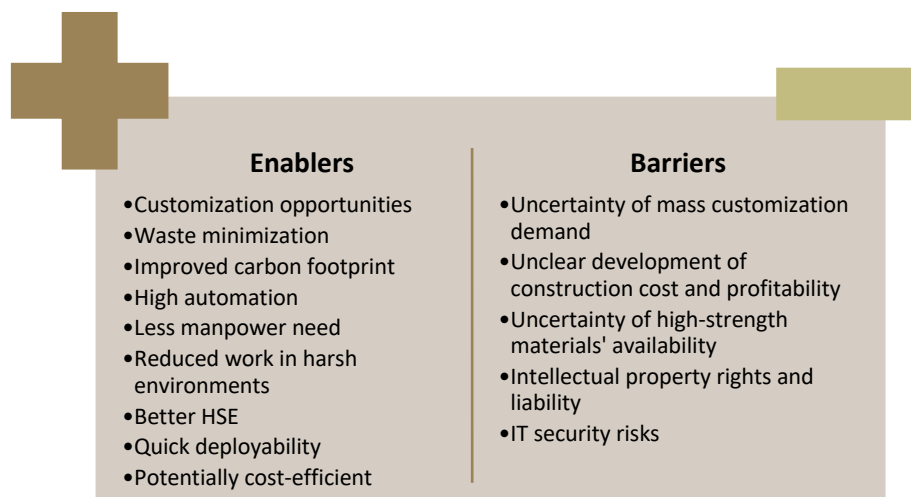 Enablers
•Customization opportunities
•Waste minimization
•Improved carbon footprint
•High automation
•Less manpower need
•Reduced work in harsh
environments
•Better HSE
•Quick deployability
•Potentially cost-efficient
Barriers
•Uncertainty of mass customization
demand
•Unclear development of
construction cost and profitability
•Uncertainty of high-strength
materials' availability
•Intellectual property rights and
liability
•IT security risks